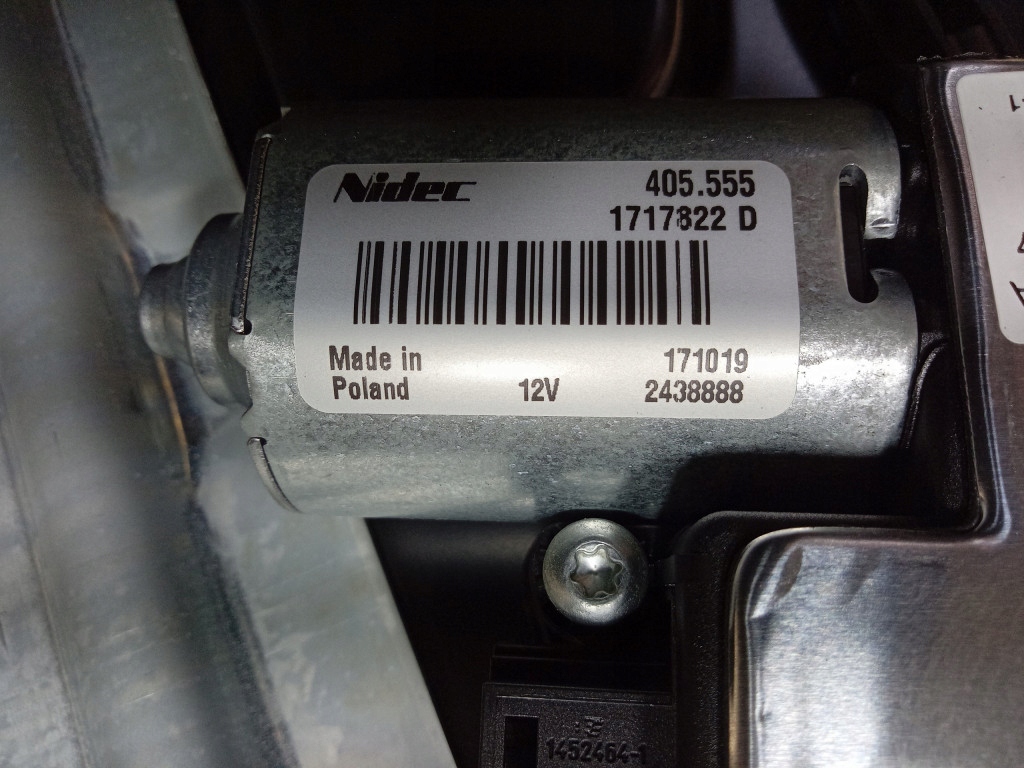 Nidec
405.555
1717822 D
Made in
Poland
12V
171019
2438888
1452464-1